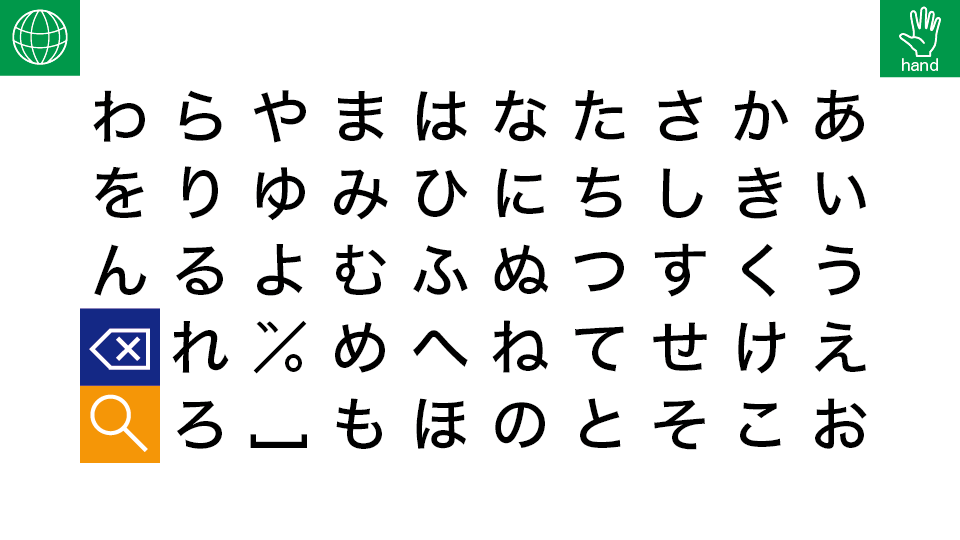 hand
わ ら や ま は な た さ か あ
を り ゆ み ひ に ち し き い
ん る よ む ふ ぬ つ す く う
れ ゛/゜ め へ ね て せ け え
ろ ⎵ も ほ の と そ こ お